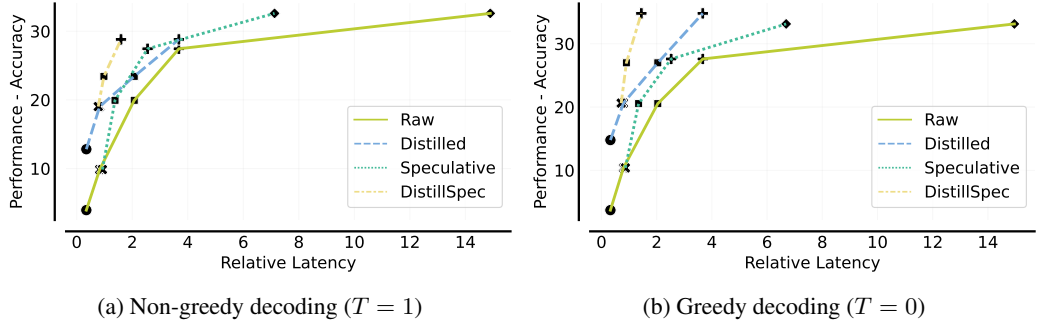 Performance - Accuracy
30
20
10
Raw
Distilled
Speculative
DistillSpec
0 2 4 6 8 10 12 14
Relative Latency
(a) Non-greedy decoding (T = 1)
Performance - Accuracy
30
20
10
Raw
Distilled
Speculative
DistillSpec
0 2 4 6 8 10 12 14
Relative Latency
(b) Greedy decoding (T = 0)